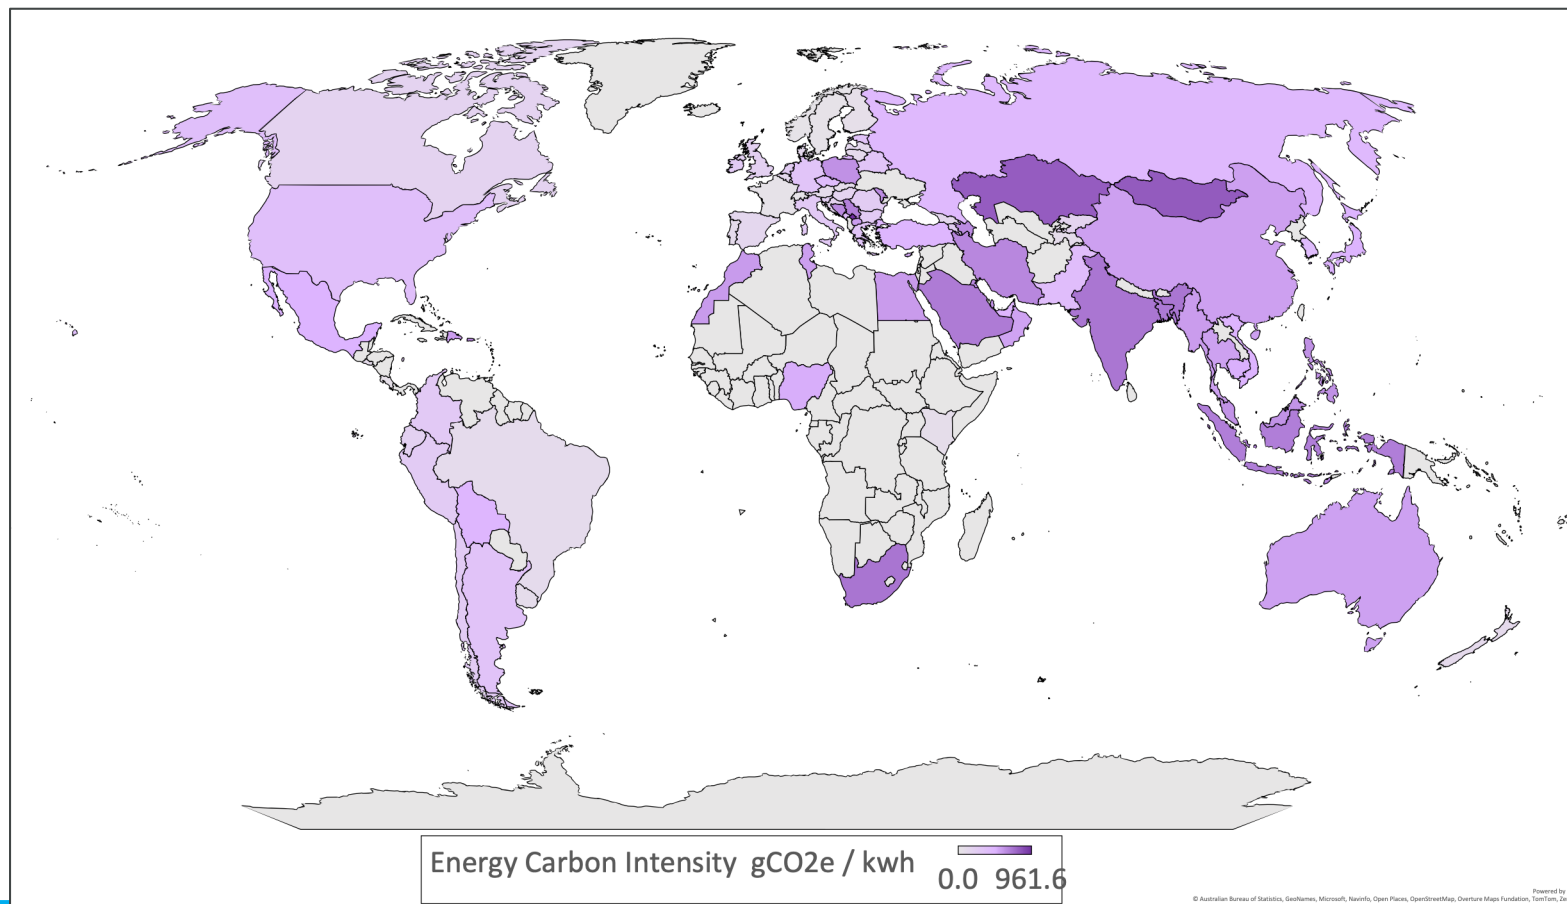 Energy Carbon Intensity gCO2e / kwh
0.0 961.6
Powered by
© Australian Bureau of Statistics, GeoNames, Microsoft, Navinfo, Open Places, OpenStreetMap, Overture Maps Fundation, TomTom,